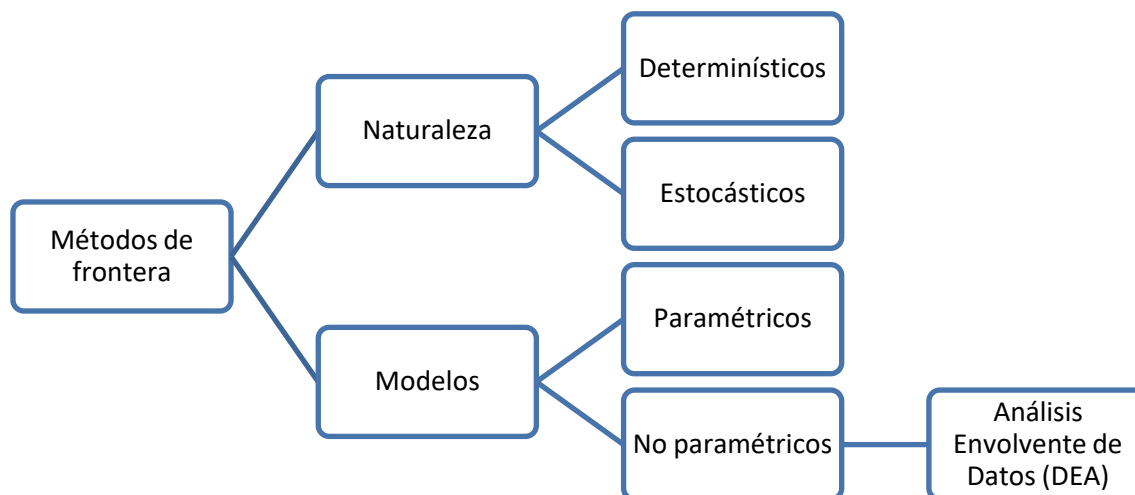 Métodos de
frontera
Naturaleza
Determinísticos
Estocásticos
Modelos
Paramétricos
No paramétricos
Análisis
Envolvente de
Datos (DEA)